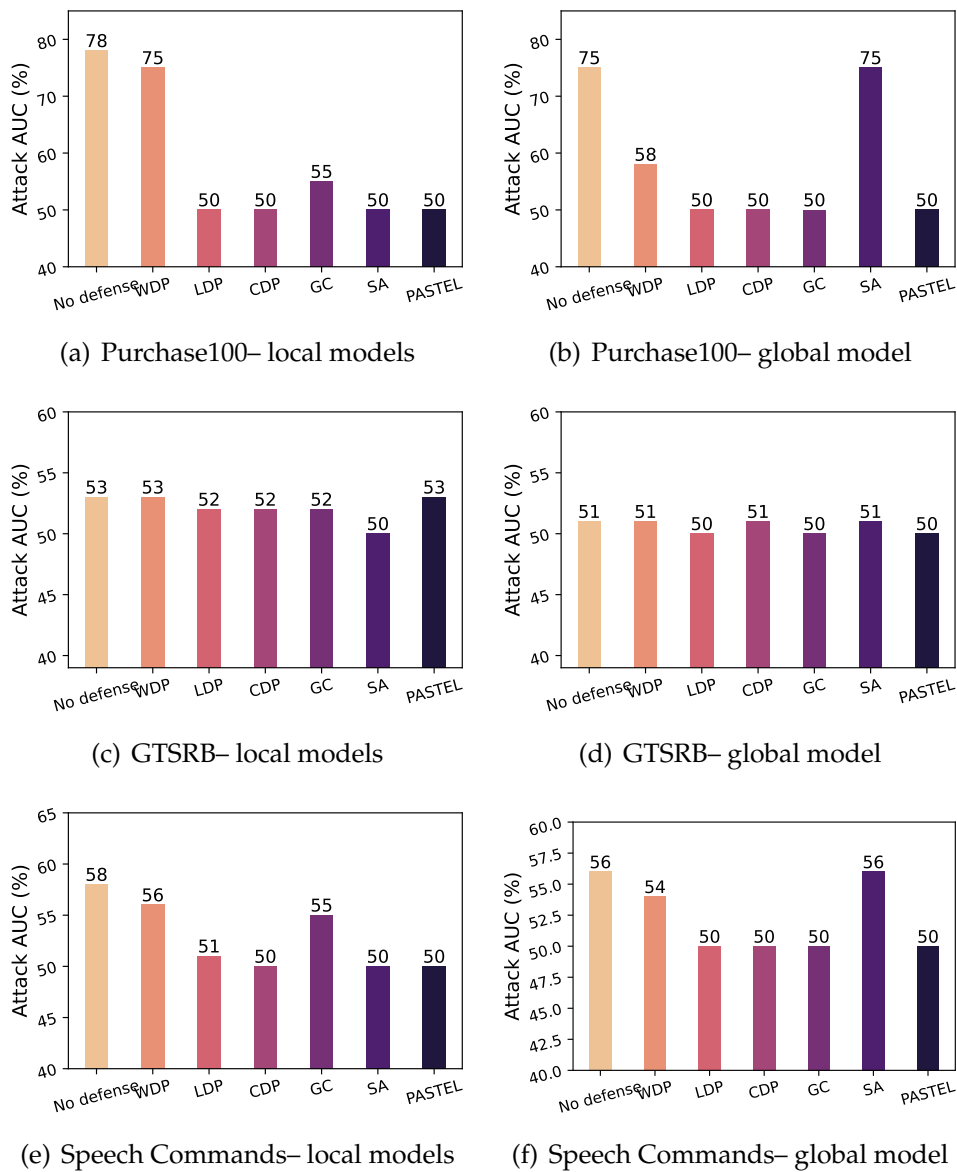 Attack AUC (%)
80
70
60
50
40
78
75
50
50
55
50
50
No defense
WDP
LDP
CDP
GC
SA
PASTEL
(a) Purchase100– local models
Attack AUC (%)
80
70
60
50
40
75
58
50
50
50
75
50
No defense
WDP
LDP
CDP
GC
SA
PASTEL
(b) Purchase100– global model
Attack AUC (%)
60
55
50
45
40
53
53
52
52
52
50
53
No defense
WDP
LDP
CDP
GC
SA
PASTEL
(c) GTSRB– local models
Attack AUC (%)
60
55
50
45
40
51
51
50
51
50
51
50
No defense
WDP
LDP
CDP
GC
SA
PASTEL
(d) GTSRB– global model
Attack AUC (%)
65
60
55
50
45
40
58
56
51
50
55
50
50
No defense
WDP
LDP
CDP
GC
SA
PASTEL
(e) Speech Commands– local models
Attack AUC (%)
60.0
57.5
55.0
52.5
50.0
47.5
45.0
42.5
40.0
56
54
50
50
50
56
50
No defense
WDP
LDP
CDP
GC
SA
PASTEL
(f) Speech Commands– global model